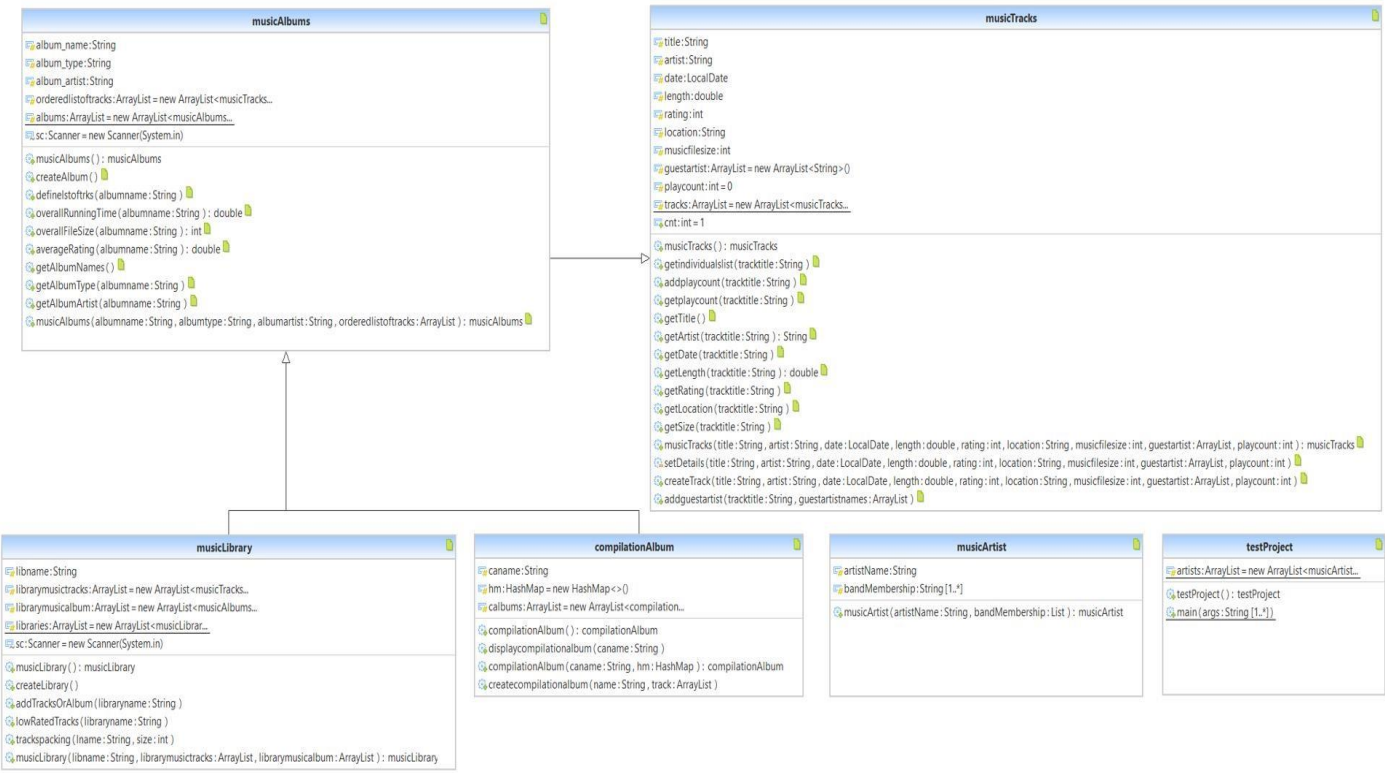 musicAlbums
album_name:String
album_type:String
album_artist:String
orderedlistoftracks:ArrayList = new ArrayList<musicTracks...
albums:ArrayList = new ArrayList<musicAlbums...
sc:Scanner = new Scanner(System.in)
musicAlbums( ) : musicAlbums
createAlbum( )
definelstoftrks( albumname : String )
overallRunningTime( albumname : String ) : double
overallFileSize( albumname : String ) : int
averageRating( albumname : String ) : double
getAlbumNames( )
getAlbumType( albumname : String )
getAlbumArtist( albumname : String )
musicAlbums( albumname : String , albumtype : String , albumartist : String , orderedlistoftracks : ArrayList ) : musicAlbums
musicTracks
title:String
artist:String
date:LocalDate
length:double
rating:int
location:String
musicfilesize:int
guestartist:ArrayList = new ArrayList<String>()
playcount:int = 0
tracks:ArrayList = new ArrayList<musicTracks...
cnt:int = 1
musicTracks( ) : musicTracks
getindividualslist( tracktitle : String )
addplaycount( tracktitle : String )
getplaycount( tracktitle : String )
getTitle( )
getArtist( tracktitle : String ) : String
getDate( tracktitle : String )
getLength( tracktitle : String ) : double
getRating( tracktitle : String )
getLocation( tracktitle : String )
getSize( tracktitle : String )
musicTracks( title : String , artist : String , date : LocalDate , length : double , rating : int , location : String , musicfilesize : int , guestartist : ArrayList , playcount : int ) : musicTracks
setDetails( title : String , artist : String , date : LocalDate , length : double , rating : int , location : String , musicfilesize : int , guestartist : ArrayList , playcount : int )
createTrack( title : String , artist : String , date : LocalDate , length : double , rating : int , location : String , musicfilesize : int , guestartist : ArrayList , playcount : int )
addguestartist( tracktitle : String , guestartistnames : ArrayList )
musicLibrary
libname:String
librarymusictracks:ArrayList = new ArrayList<musicTracks...
librarymusicalbum:ArrayList = new ArrayList<musicAlbums...
libraries:ArrayList = new ArrayList<musicLibrar...
sc:Scanner = new Scanner(System.in)
musicLibrary( ) : musicLibrary
createLibrary( )
addTracksOrAlbum( libraryname : String )
lowRatedTracks( libraryname : String )
trackspacking( lname : String , size : int )
musicLibrary( libname : String , librarymusictracks : ArrayList , librarymusicalbum : ArrayList ) : musicLibrary
compilationAlbum
caname:String
hm:HashMap = new HashMap<>()
calbums:ArrayList = new ArrayList<compilation...
compilationAlbum( ) : compilationAlbum
displaycompilationalbum( caname : String )
compilationAlbum( caname : String , hm : HashMap ) : compilationAlbum
createcompilationalbum( name : String , track : ArrayList )
musicArtist
artistName:String
bandMembership:String [1..*]
musicArtist( artistName : String , bandMembership : List ) : musicArtist
testProject
artists:ArrayList = new ArrayList<musicArtist...
testProject( ) : testProject
main( args : String [1..*] )